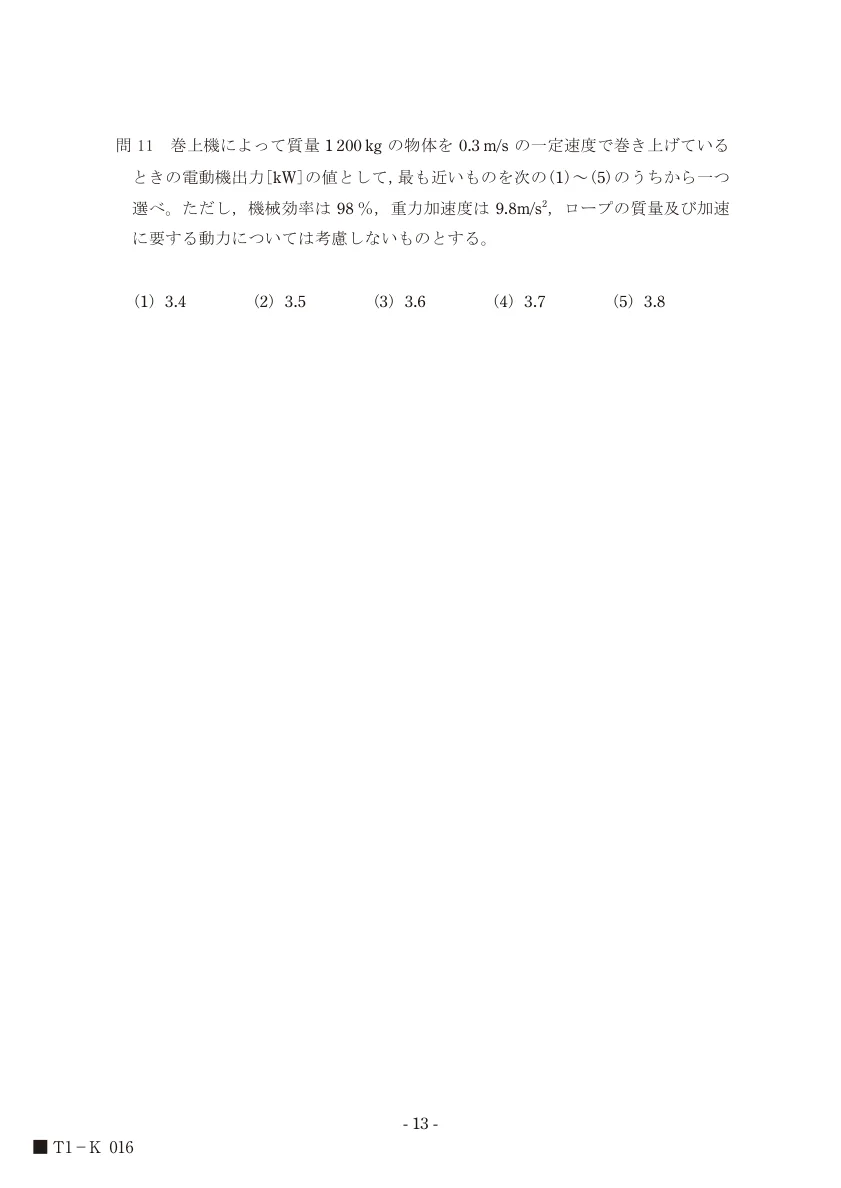 問 11　巻上機によって質量 1 200 kg の物体を 0.3 m/s の一定速度で巻き上げている
ときの電動機出力[kW]の値として，最も近いものを次の(1)～(5)のうちから一つ
選べ。ただし，機械効率は 98 %，重力加速度は 9.8m/s²，ロープの質量及び加速
に要する動力については考慮しないものとする。
(1) 3.4　(2) 3.5　(3) 3.6　(4) 3.7　(5) 3.8
- 13 -
■ T1－K 016